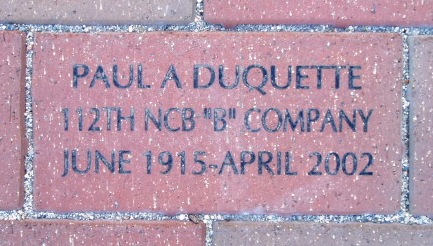 PAUL A DUQUETTE
112TH NCB "B" COMPANY
JUNE 1915-APRIL 2002